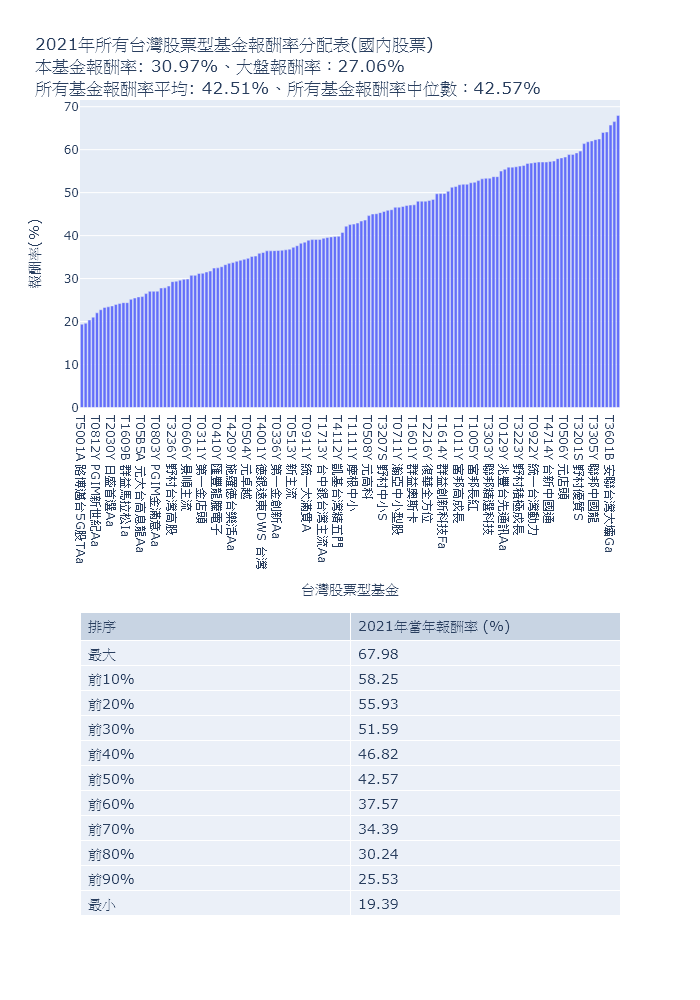 2021年所有台灣股票型基金報酬率分配表(國內股票)
本基金報酬率: 30.97%、大盤報酬率：27.06%
所有基金報酬率平均: 42.51%、所有基金報酬率中位數：42.57%
70
60
50
40
30
20
10
0
報酬率(%)
T5001A 路博邁台5G股TAa
T0812Y PGIM新世紀Aa
T2030Y 日盛首選Aa
T1609B 群益馬拉松1a
T05B5A 元大台高息龍Aa
T0803Y PGIM金滿意Aa
T3236Y 野村台灣高股
T0606Y 景順主流
T0311Y 第一金店頭
T0410Y 匯豐龍騰電子
T4209Y 施羅德台樂活Aa
T0504Y 元卓越
T4001Y 德銀遠東DWS 台灣
T0336Y 第一金創新Aa
T0513Y 新主流
T0911Y 統一大滿貫A
T1713Y 台中銀台灣主流Aa
T4112Y 凱基台灣精五門
T1111Y 摩根中小
T0508Y 元高科
T3207S 野村中小S
T0711Y 瀚亞中小型股
T1601Y 群益奧斯卡
T2216Y 復華全方位
T1614Y 群益創新科技Fa
T1011Y 富邦高成長
T1005Y 富邦長紅
T3303Y 聯邦精選科技
T0129Y 兆豐台先通訊Aa
T3223Y 野村積極成長
T0922Y 統一台灣動力
T4714Y 台新中國通
T0506Y 元店頭
T3201S 野村優質S
T3305Y 聯邦中國龍
T3601B 安聯台灣大壩Ga
台灣股票型基金
排序 2021年當年報酬率 (%)
最大 67.98
前10% 58.25
前20% 55.93
前30% 51.59
前40% 46.82
前50% 42.57
前60% 37.57
前70% 34.39
前80% 30.24
前90% 25.53
最小 19.39